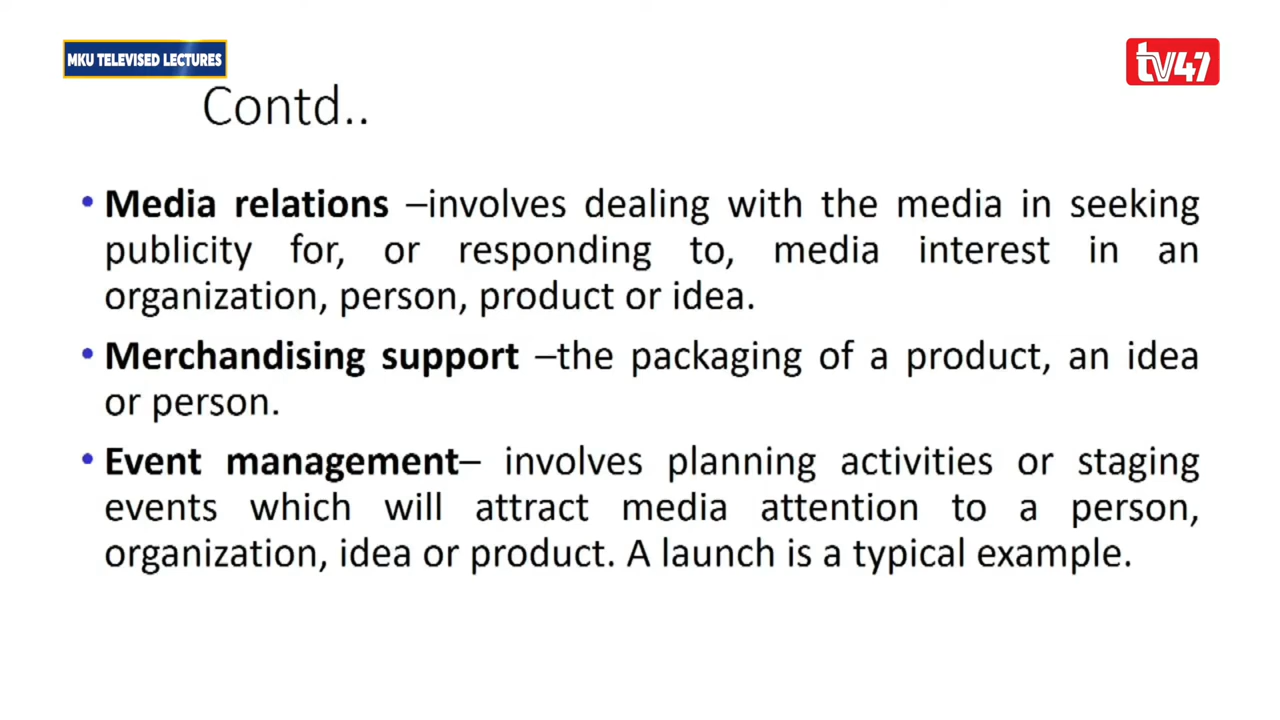 MKU TELEVISED LECTURES
tv47
Contd..
• Media relations –involves dealing with the media in seeking
publicity for, or responding to, media interest in an
organization, person, product or idea.
• Merchandising support –the packaging of a product, an idea
or person.
• Event management– involves planning activities or staging
events which will attract media attention to a person,
organization, idea or product. A launch is a typical example.